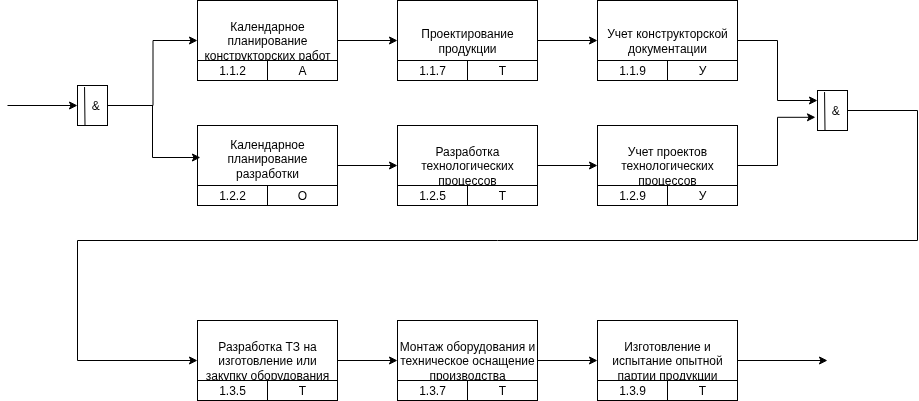 Календарное
планирование
конструкторских работ
1.1.2 А
Проектирование
продукции
1.1.7 Т
Учет конструкторской
документации
1.1.9 У
&
&
Календарное
планирование
разработки
1.2.2 О
Разработка
технологических
процессов
1.2.5 Т
Учет проектов
технологических
процессов
1.2.9 У
Разработка ТЗ на
изготовление или
закупку оборудования
1.3.5 Т
Монтаж оборудования и
техническое оснащение
производства
1.3.7 Т
Изготовление и
испытание опытной
партии продукции
1.3.9 Т